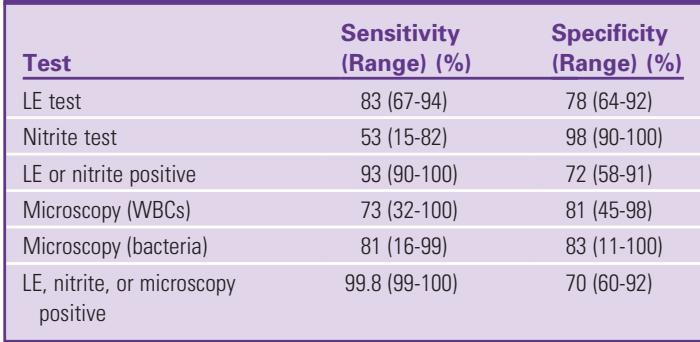 Test Sensitivity (Range) (%) Specificity (Range) (%)
LE test 83 (67-94) 78 (64-92)
Nitrite test 53 (15-82) 98 (90-100)
LE or nitrite positive 93 (90-100) 72 (58-91)
Microscopy (WBCs) 73 (32-100) 81 (45-98)
Microscopy (bacteria) 81 (16-99) 83 (11-100)
LE, nitrite, or microscopy 99.8 (99-100) 70 (60-92)
positive